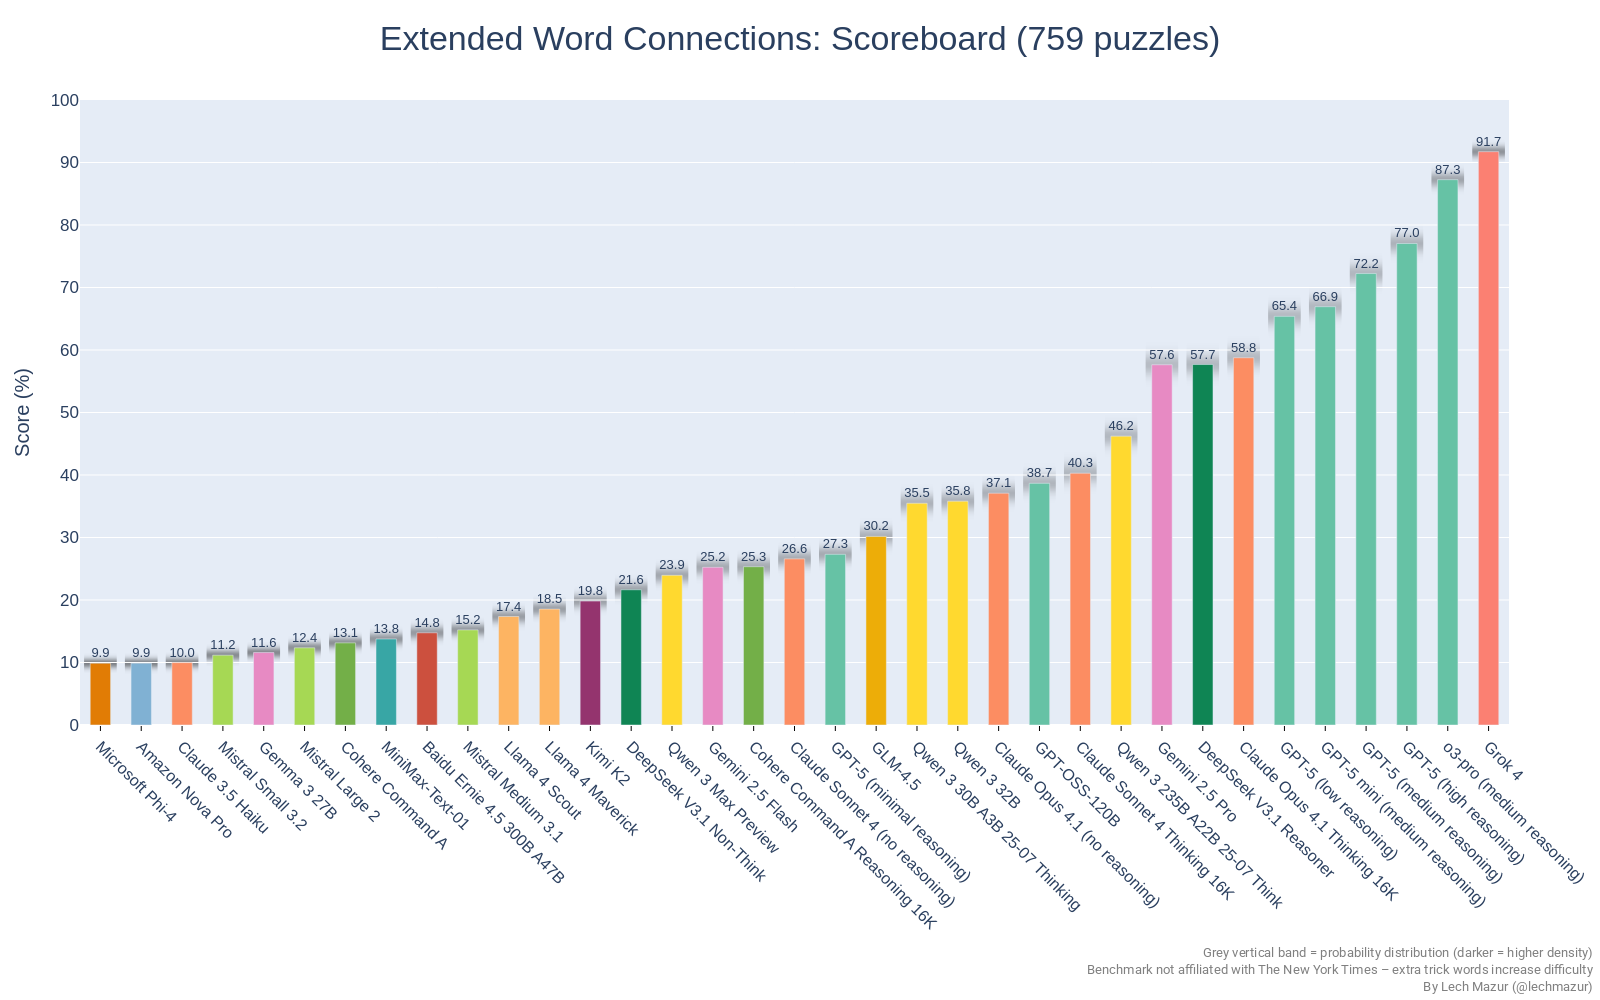 Extended Word Connections: Scoreboard (759 puzzles)
Score (%)
100
90
80
70
60
50
40
30
20
10
0
9.9
9.9
10.0
11.2
11.6
12.4
13.1
13.8
14.8
15.2
17.4
18.5
19.8
21.6
23.9
25.2
25.3
26.6
27.3
30.2
35.5
35.8
37.1
38.7
40.3
46.2
57.6
57.7
58.8
65.4
66.9
72.2
77.0
87.3
91.7
Microsoft Phi-4
Amazon Nova Pro
Claude 3.5 Haiku
Mistral Small 3.2
Gemma 3 27B
Mistral Large 2
Cohere Command A
MiniMax-Text-01
Baidu Ernie 4.5 300B A47B
Mistral Medium 3.1
Llama 4 Scout
Llama 4 Maverick
Kimi K2
DeepSeek V3.1 Non-Think
Qwen 3 Max Preview
Gemini 2.5 Flash
Cohere Command A Reasoning 16K
Claude Sonnet 4 (no reasoning)
GPT-5 (minimal reasoning)
GLM-4.5
Qwen 3 30B A3B 25-07 Thinking
Qwen 3 32B
Claude Opus 4.1 (no reasoning)
GPT-OSS-120B
Claude Sonnet 4 Thinking 16K
Qwen 3 235B A22B 25-07 Think
Gemini 2.5 Pro
DeepSeek V3.1 Reasoner
Claude Opus 4.1 Thinking 16K
GPT-5 (low reasoning)
GPT-5 mini (medium reasoning)
GPT-5 (medium reasoning)
GPT-5 (high reasoning)
o3-pro (medium reasoning)
Grok 4
Grey vertical band = probability distribution (darker = higher density)
Benchmark not affiliated with The New York Times – extra trick words increase difficulty
By Lech Mazur (@lechmazur)